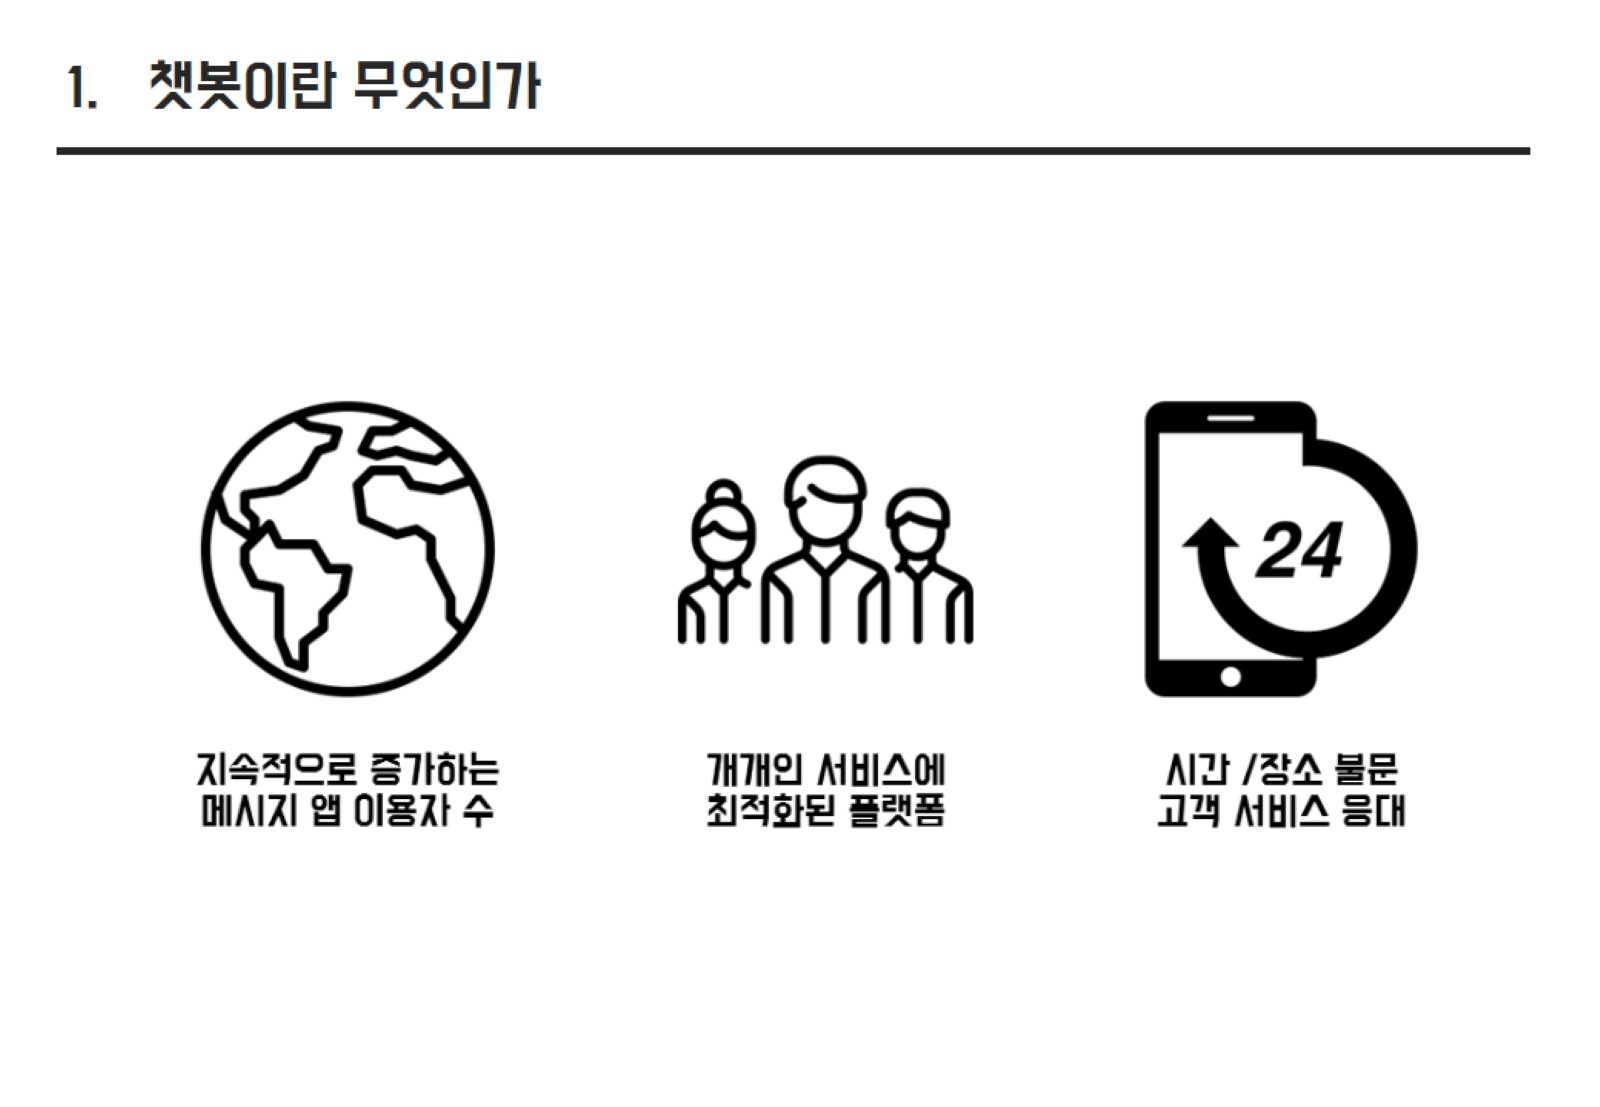 1. 챗봇이란 무엇인가
지속적으로 증가하는
메시지 앱 이용자 수
개개인 서비스에
최적화된 플랫폼
24
시간 /장소 불문
고객 서비스 응대